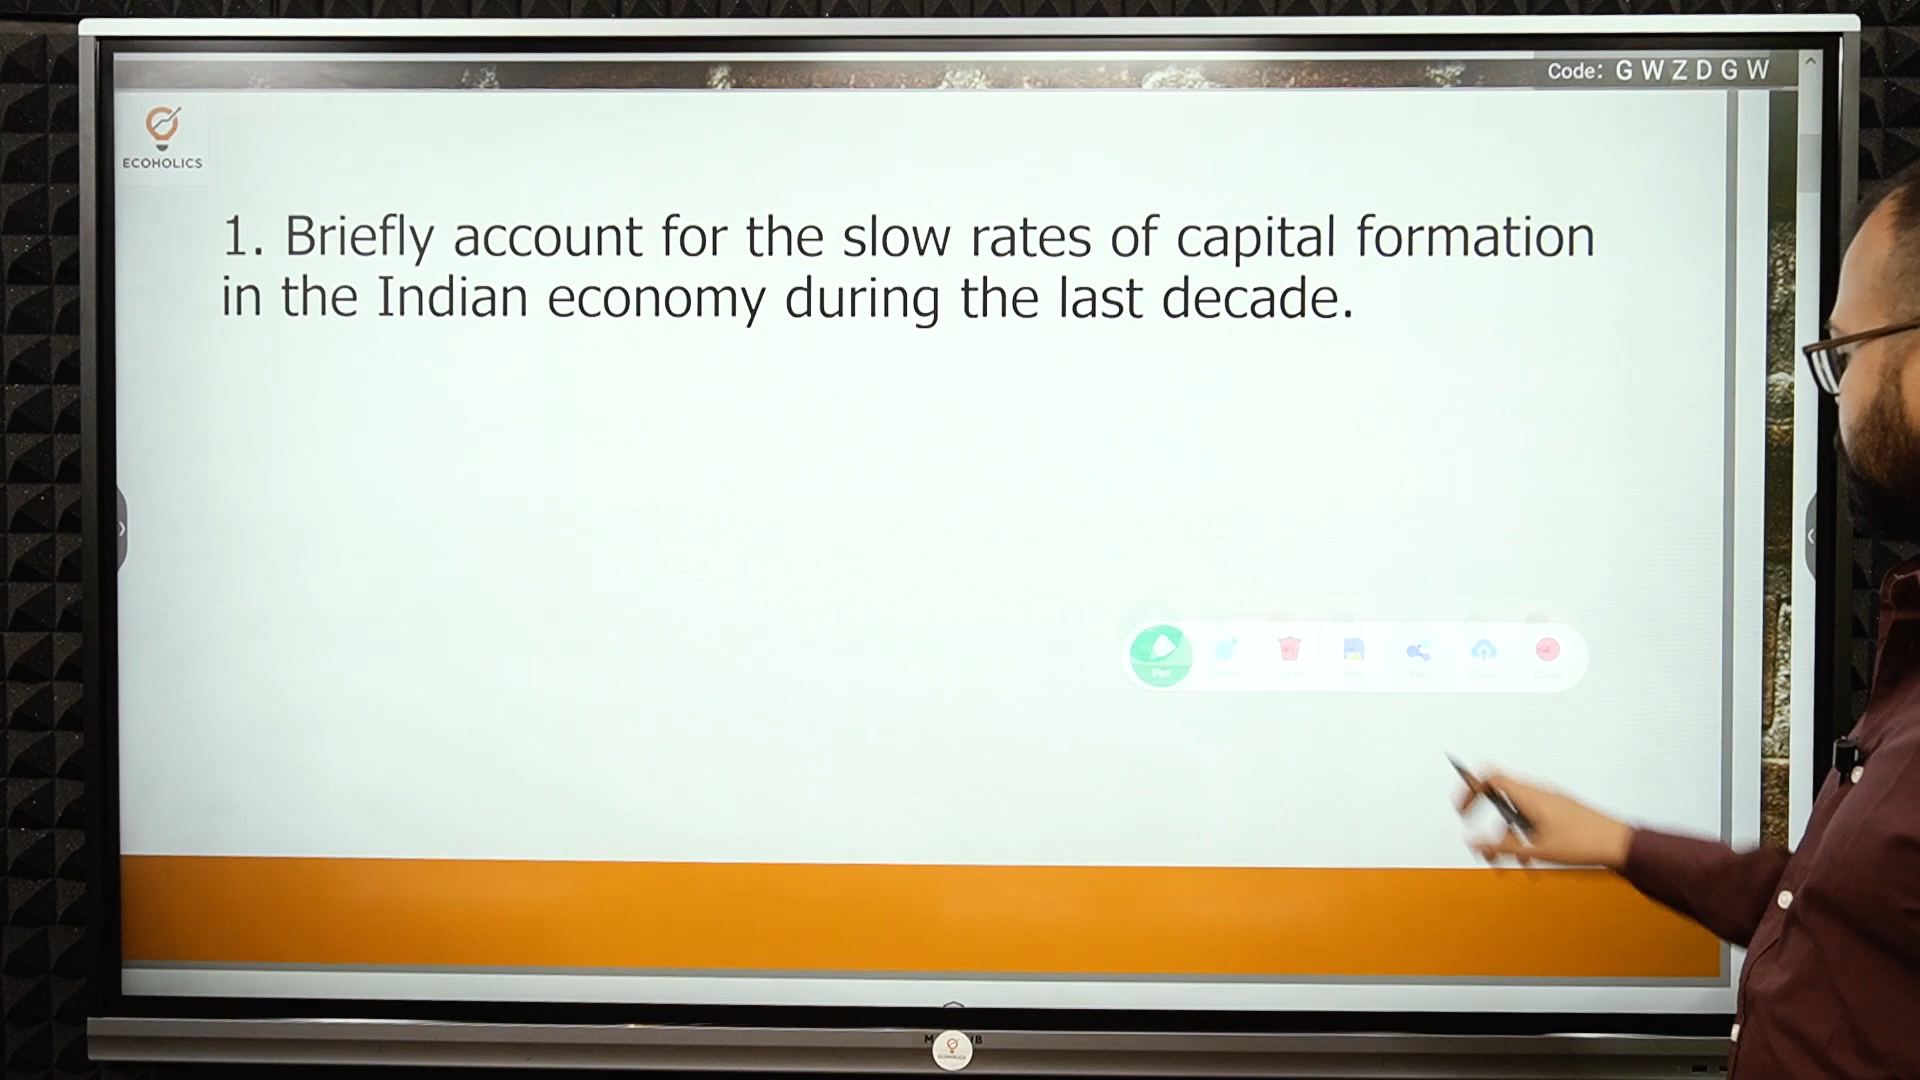 Code: G W Z D G W
ECOHOLICS
1. Briefly account for the slow rates of capital formation
in the Indian economy during the last decade.
Pen